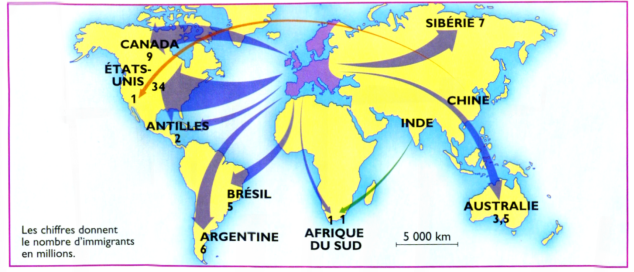 SIBÉRIE 7
CANADA
9
ÉTATS-
UNIS
34
1
CHINE
INDE
ANTILLES
2
BRÉSIL
5
AUSTRALIE
3,5
ARGENTINE
6
1 1
AFRIQUE
DU SUD
5 000 km
Les chiffres donnent
le nombre d'immigrants
en millions.